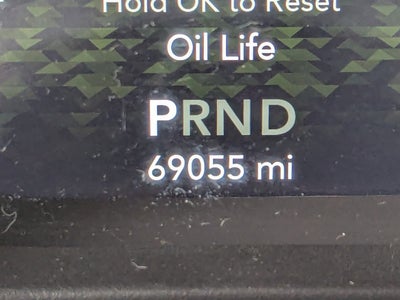 Hold OK to Reset
Oil Life
PRND
69055 mi